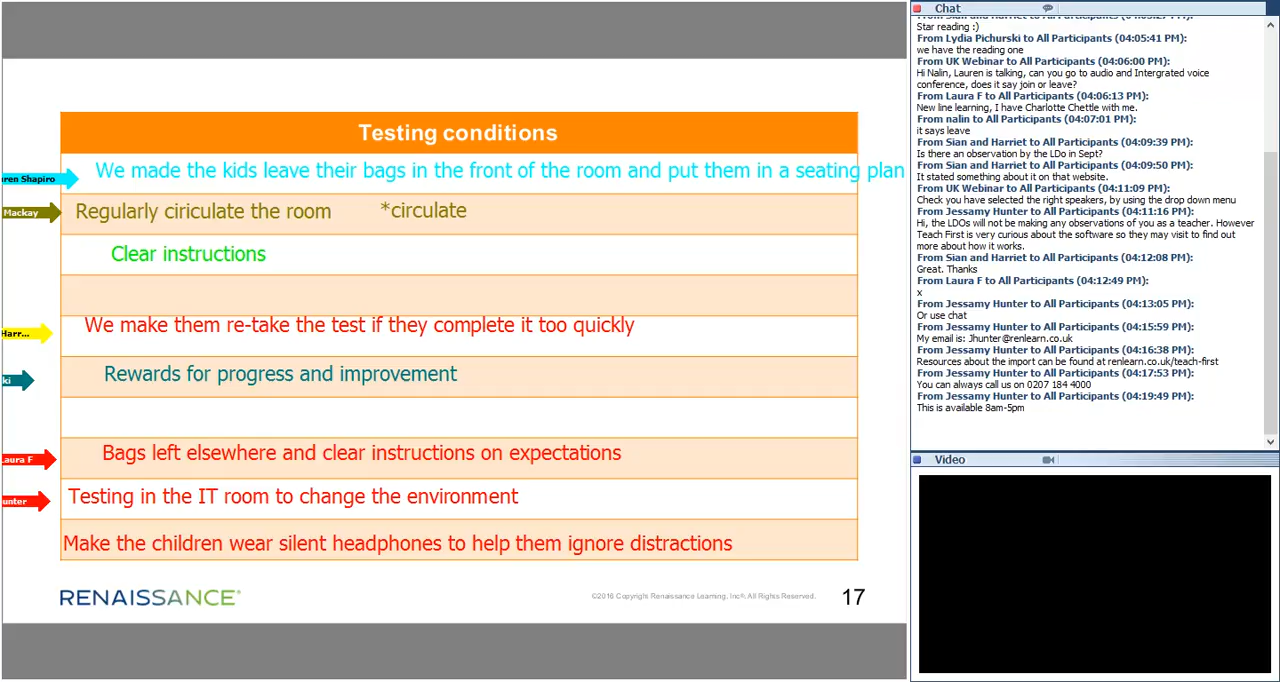 Testing conditions
ren Shapiro
We made the kids leave their bags in the front of the room and put them in a seating plan
Mackay
Regularly ciriculate the room *circulate
Clear instructions
Harr...
We make them re-take the test if they complete it too quickly
ki
Rewards for progress and improvement
Laura F
Bags left elsewhere and clear instructions on expectations
unter
Testing in the IT room to change the environment
Make the children wear silent headphones to help them ignore distractions
RENAISSANCE®
©2016 Copyright Renaissance Learning, Inc®. All Rights Reserved.
17
Chat
From Sian and Harriet to All Participants
Star reading :)
From Lydia Pichurski to All Participants (04:05:41 PM):
we have the reading one
From UK Webinar to All Participants (04:06:00 PM):
Hi Nalin, Lauren is talking, can you go to audio and Intergrated voice
conference, does it say join or leave?
From Laura F to All Participants (04:06:13 PM):
New line learning, I have Charlotte Chettle with me.
From nalin to All Participants (04:07:01 PM):
it says leave
From Sian and Harriet to All Participants (04:09:39 PM):
Is there an observation by the LDo in Sept?
From Sian and Harriet to All Participants (04:09:50 PM):
It stated something about it on that website.
From UK Webinar to All Participants (04:11:09 PM):
Check you have selected the right speakers, by using the drop down menu
From Jessamy Hunter to All Participants (04:11:16 PM):
Hi, the LDOs will not be making any observations of you as a teacher. However
Teach First is very curious about the software so they may visit to find out
more about how it works.
From Sian and Harriet to All Participants (04:12:08 PM):
Great. Thanks
From Laura F to All Participants (04:12:49 PM):
x
From Jessamy Hunter to All Participants (04:13:05 PM):
Or use chat
From Jessamy Hunter to All Participants (04:15:59 PM):
My email is: Jhunter@renlearn.co.uk
From Jessamy Hunter to All Participants (04:16:38 PM):
Resources about the import can be found at renlearn.co.uk/teach-first
From Jessamy Hunter to All Participants (04:17:53 PM):
You can always call us on 0207 184 4000
From Jessamy Hunter to All Participants (04:19:49 PM):
This is available 8am-5pm
Video